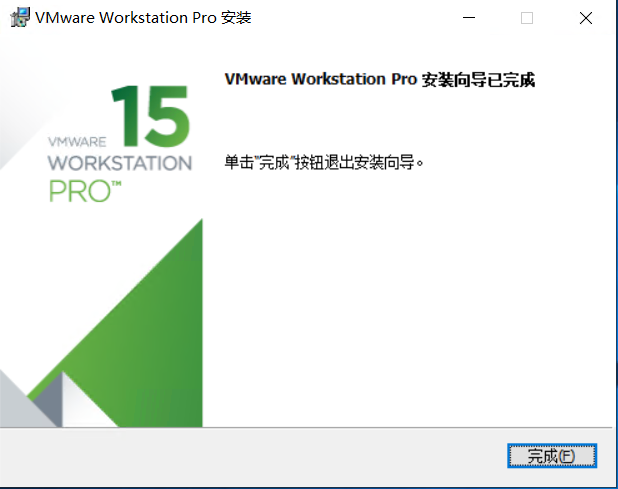 VMware Workstation Pro 安装
VMware Workstation Pro 安装向导已完成
15
VMWARE
WORKSTATION
PRO™
单击"完成"按钮退出安装向导。
完成(F)